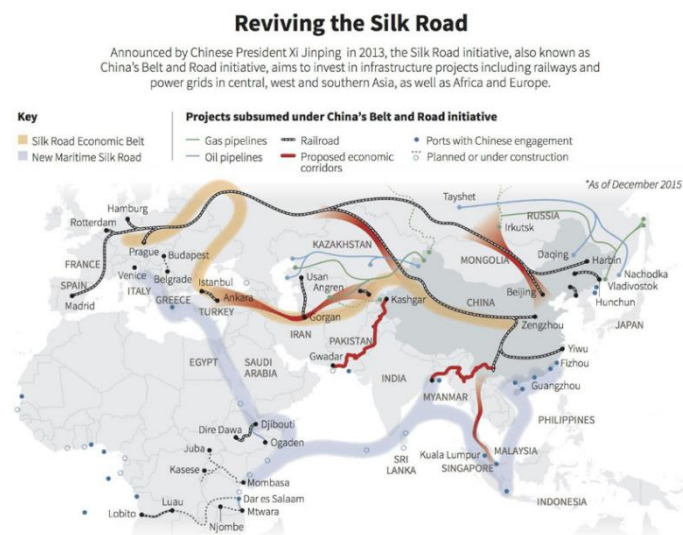 Reviving the Silk Road
Announced by Chinese President Xi Jinping in 2013, the Silk Road initiative, also known as
China's Belt and Road initiative, aims to invest in infrastructure projects including railways and
power grids in central, west and southern Asia, as well as Africa and Europe.
Key
Silk Road Economic Belt
New Maritime Silk Road
Projects subsumed under China's Belt and Road initiative
Gas pipelines
Oil pipelines
Railroad
Proposed economic
corridors
Ports with Chinese engagement
Planned or under construction
*As of December 2015
Tayshet
Hamburg
Rotterdam
RUSSIA
Irkutsk
KAZAKHSTAN
MONGOLIA
Daqing
Harbin
Prague
Budapest
FRANCE
Venice
Belgrade
ITALY
SPAIN
Madrid
GREECE
Istanbul
Ankara
TURKEY
Usan
Angren
Gorgan
Kashgar
IRAN
CHINA
Beijing
Nachodka
Vladivostok
Hunchun
JAPAN
Zengzhou
PAKISTAN
Gwadar
EGYPT
SAUDI
ARABIA
INDIA
MYANMAR
Yiwu
Fizhou
Guangzhou
PHILIPPINES
Dire Dawa
Djibouti
Ogaden
Juba
Kasese
Mombasa
SRI
LANKA
Kuala Lumpur
MALAYSIA
SINGAPORE
INDONESIA
Luau
Lobito
Dar es Salaam
Mtwara
Njombe